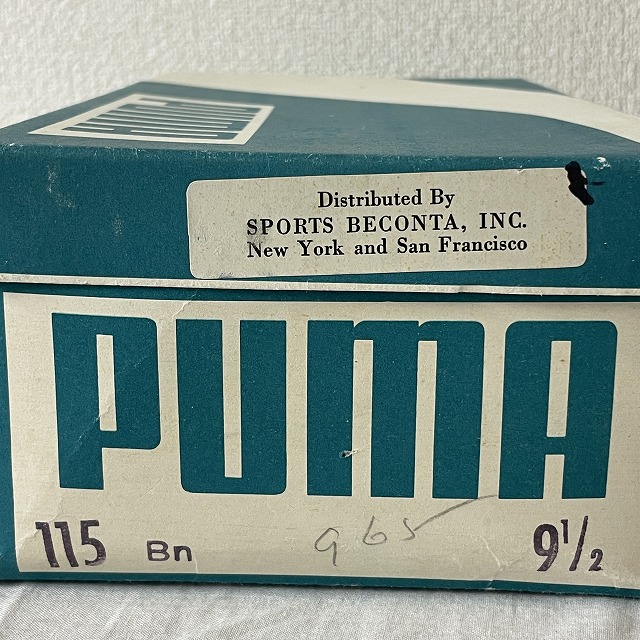 Distributed By
SPORTS BECONTA, INC.
New York and San Francisco
PUMA
115 Bn 965 9½